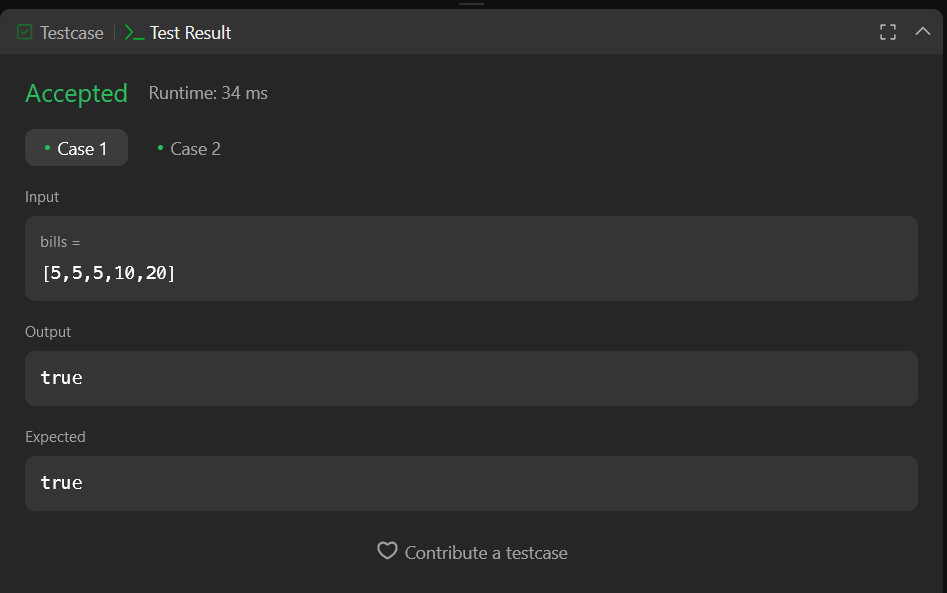 Testcase | Test Result
Accepted Runtime: 34 ms
Case 1 Case 2
Input
bills =
[5,5,5,10,20]
Output
true
Expected
true
Contribute a testcase